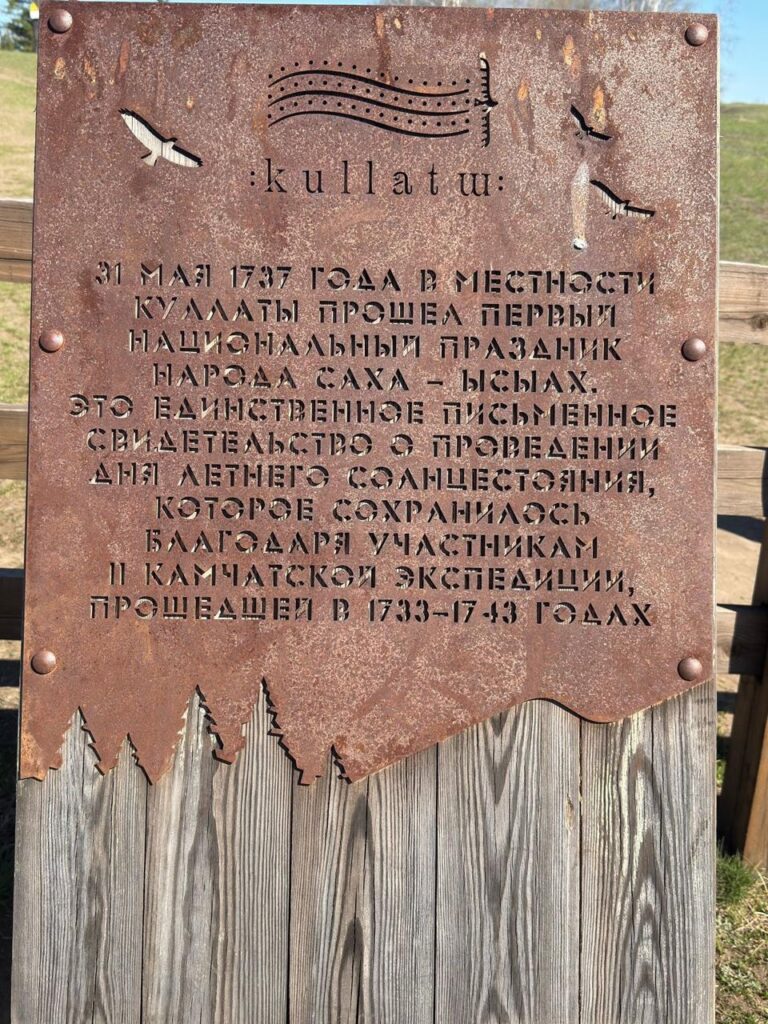 :kullatɯ:
31 МАЯ 1737 ГОДА В МЕСТНОСТИ
КУЛЛАТЫ ПРОШЕЛ ПЕРВЫЙ
НАЦИОНАЛЬНЫЙ ПРАЗДНИК
НАРОДА САХА – ЫСЫАХ.
ЭТО ЕДИНСТВЕННОЕ ПИСЬМЕННОЕ
СВИДЕТЕЛЬСТВО О ПРОВЕДЕНИИ
ДНЯ ЛЕТНЕГО СОЛНЦЕСТОЯНИЯ,
КОТОРОЕ СОХРАНИЛОСЬ
БЛАГОДАРЯ УЧАСТНИКАМ
II КАМЧАТСКОЙ ЭКСПЕДИЦИИ,
ПРОШЕДШЕЙ В 1733–1743 ГОДАХ